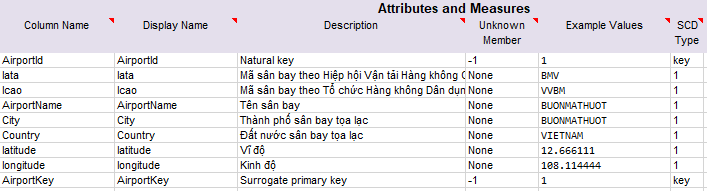 Attributes and Measures
Column Name Display Name Description Unknown Member Example Values SCD Type
AirportId AirportId Natural key -1 1 key
Iata Iata Mã sân bay theo Hiệp hội Vận tải Hàng không None BMV 1
Icao Icao Mã sân bay theo Tổ chức Hàng không Dân None VVBM 1
AirportName AirportName Tên sân bay None BUONMATHUOT 1
City City Thành phố sân bay tọa lạc None BUONMATHUOT 1
Country Country Đất nước sân bay tọa lạc None VIETNAM 1
latitude latitude Vĩ độ None 12.666111 1
longitude longitude Kinh độ None 108.114444 1
AirportKey AirportKey Surrogate primary key -1 1 key